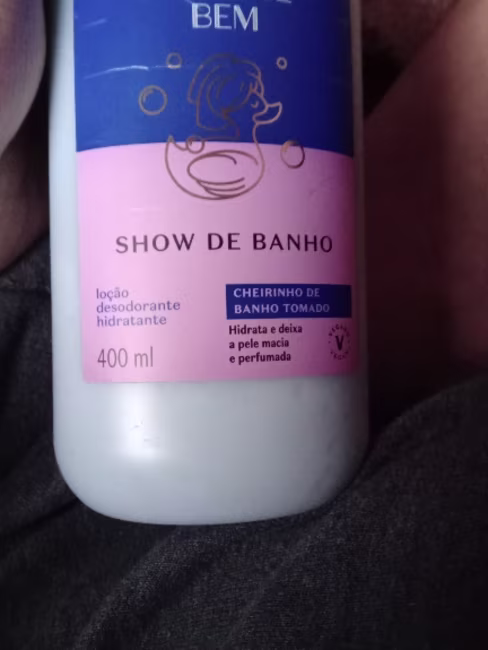 BEM
SHOW DE BANHO
loção
desodorante
hidratante
400 ml
CHEIRINHO DE
BANHO TOMADO
Hidrata e deixa
a pele macia
e perfumada
V